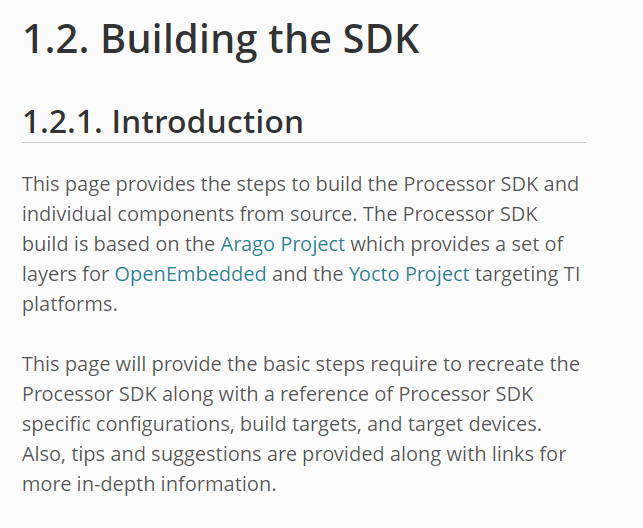 1.2. Building the SDK
1.2.1. Introduction
This page provides the steps to build the Processor SDK and
individual components from source. The Processor SDK
build is based on the Arago Project which provides a set of
layers for OpenEmbedded and the Yocto Project targeting TI
platforms.
This page will provide the basic steps require to recreate the
Processor SDK along with a reference of Processor SDK
specific configurations, build targets, and target devices.
Also, tips and suggestions are provided along with links for
more in-depth information.